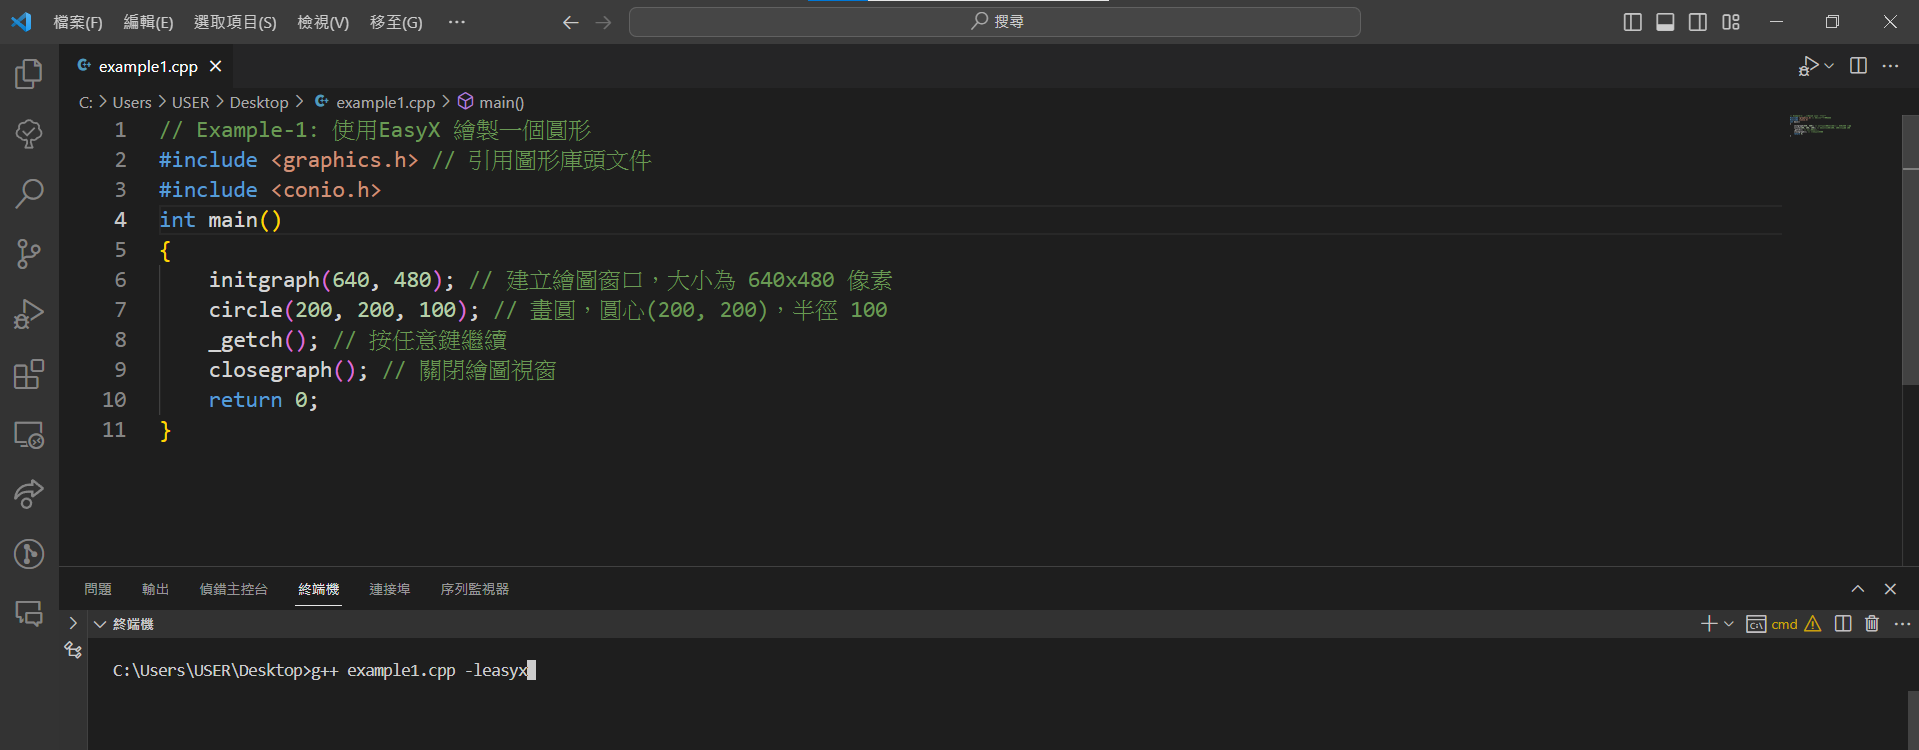 檔案(F) 編輯(E) 選取項目(S) 檢視(V) 移至(G) ··· 搜尋
example1.cpp
C: > Users > USER > Desktop > example1.cpp > main()
1 // Example-1: 使用EasyX 繪製一個圓形
2 #include <graphics.h> // 引用圖形庫頭文件
3 #include <conio.h>
4 int main()
5 {
6 initgraph(640, 480); // 建立繪圖窗口，大小為 640x480 像素
7 circle(200, 200, 100); // 畫圓，圓心(200, 200)，半徑 100
8 _getch(); // 按任意鍵繼續
9 closegraph(); // 關閉繪圖視窗
10 return 0;
11 }
問題 輸出 偵錯主控台 終端機 連接埠 序列監視器
終端機 cmd
C:\Users\USER\Desktop>g++ example1.cpp -leasyx